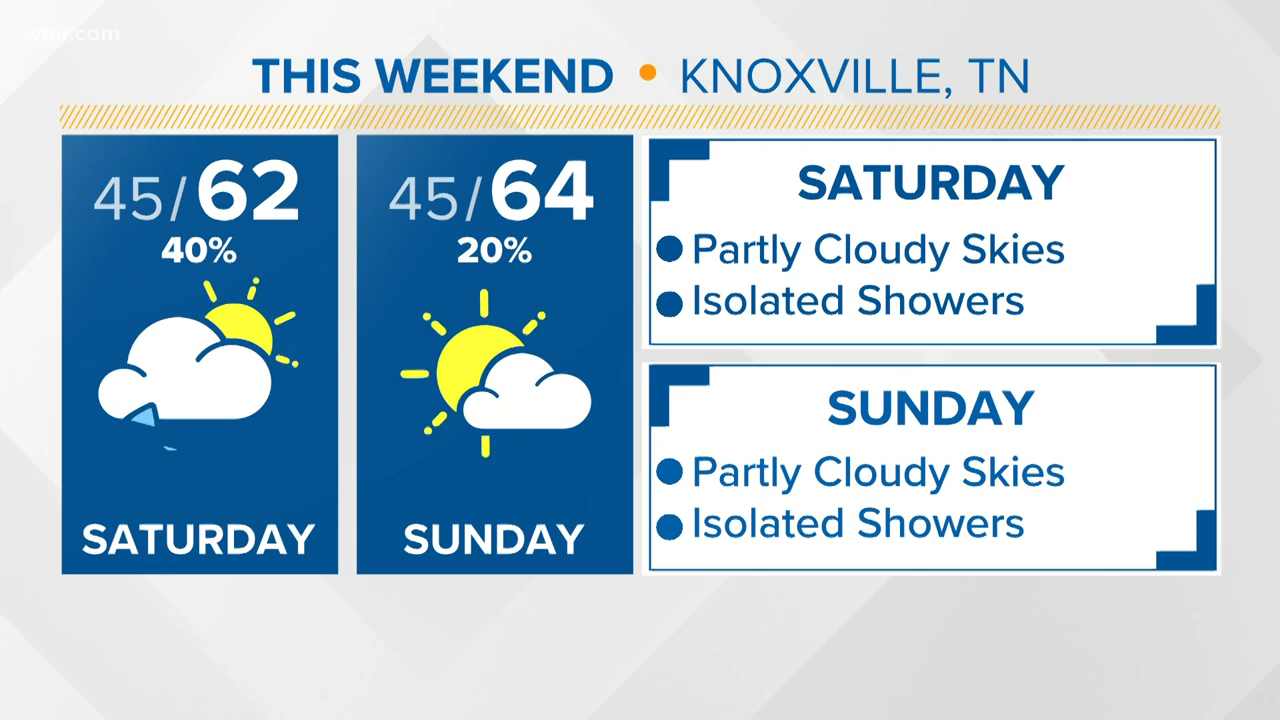 wbir.com
THIS WEEKEND • KNOXVILLE, TN
45/62
40%
SATURDAY
45/64
20%
SUNDAY
SATURDAY
● Partly Cloudy Skies
● Isolated Showers
SUNDAY
● Partly Cloudy Skies
● Isolated Showers